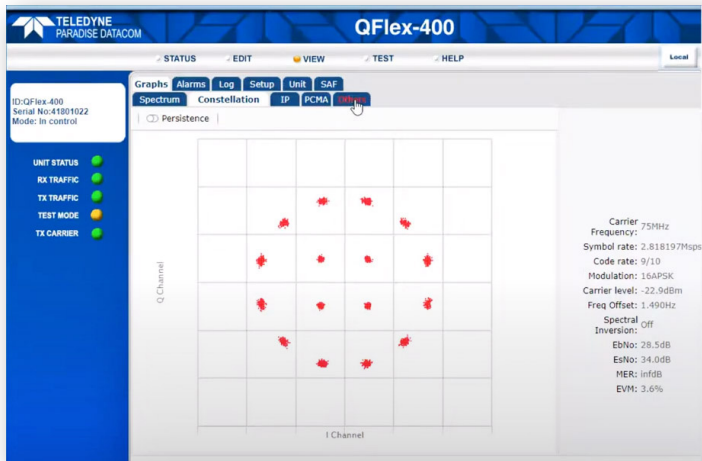 TELEDYNE
PARADISE DATACOM
QFlex-400
STATUS EDIT VIEW TEST HELP
Local
Graphs Alarms Log Setup Unit SAF
Spectrum Constellation IP PCMA
ID:QFlex-400
Serial No:41801022
Mode: In control
Persistence
UNIT STATUS
RX TRAFFIC
TX TRAFFIC
TEST MODE
TX CARRIER
Q Channel
I Channel
Carrier Frequency: 75MHz
Symbol rate: 2.818197Msps
Code rate: 9/10
Modulation: 16APSK
Carrier level: -22.9dBm
Freq Offset: 1.490Hz
Spectral Inversion: Off
EbNo: 28.5dB
EsNo: 34.0dB
MER: infdB
EVM: 3.6%